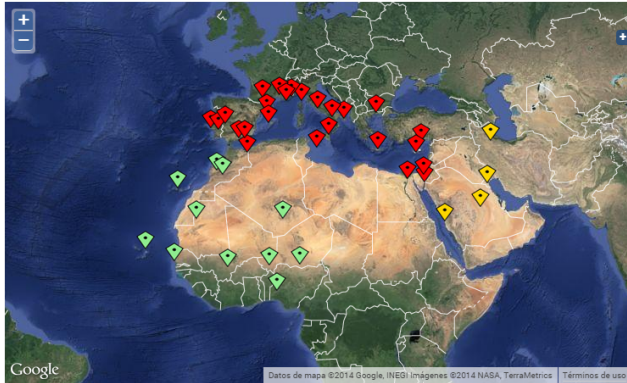 +
−
+
Google
Datos de mapa ©2014 Google, INEGI Imágenes ©2014 NASA, TerraMetrics
Términos de uso